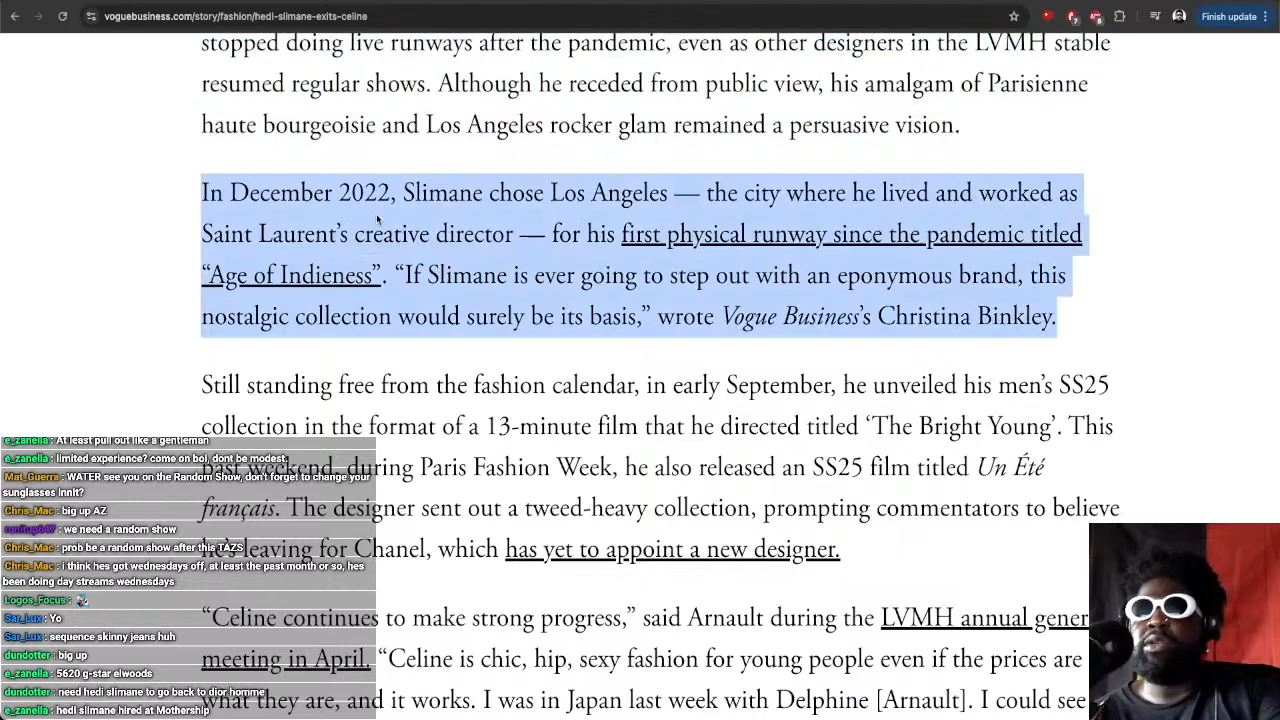 voguebusiness.com/story/fashion/hedi-slimane-exits-celine
Finish update
stopped doing live runways after the pandemic, even as other designers in the LVMH stable
resumed regular shows. Although he receded from public view, his amalgam of Parisienne
haute bourgeoisie and Los Angeles rocker glam remained a persuasive vision.
In December 2022, Slimane chose Los Angeles — the city where he lived and worked as
Saint Laurent’s creative director — for his first physical runway since the pandemic titled
“Age of Indieness”. “If Slimane is ever going to step out with an eponymous brand, this
nostalgic collection would surely be its basis,” wrote Vogue Business’s Christina Binkley.
Still standing free from the fashion calendar, in early September, he unveiled his men’s SS25
collection in the format of a 13-minute film that he directed titled ‘The Bright Young’. This
past weekend, during Paris Fashion Week, he also released an SS25 film titled Un Été
français. The designer sent out a tweed-heavy collection, prompting commentators to believe
he’s leaving for Chanel, which has yet to appoint a new designer.
“Celine continues to make strong progress,” said Arnault during the LVMH annual gener
meeting in April. “Celine is chic, hip, sexy fashion for young people even if the prices are
what they are, and it works. I was in Japan last week with Delphine [Arnault]. I could see
e_zanella : At least pull out like a gentleman
e_zanella : limited experience? come on boi, dont be modest.
Mat_Guerra : WATER see you on the Random Show, don't forget to change your
sunglasses innit?
Chris_Mac : big up AZ
runitup647 : we need a random show
Chris_Mac : prob be a random show after this TAZS
Chris_Mac : i think hes got wednesdays off, at least the past month or so, hes
been doing day streams wednesdays
Logos_Focus :
Sar_Lux : Yo
Sar_Lux : sequence skinny jeans huh
dundotter : big up
e_zanella : 5620 g-star elwoods
dundotter : need hedi slimane to go back to dior homme
e_zanella : hedi slimane hired at Mothership